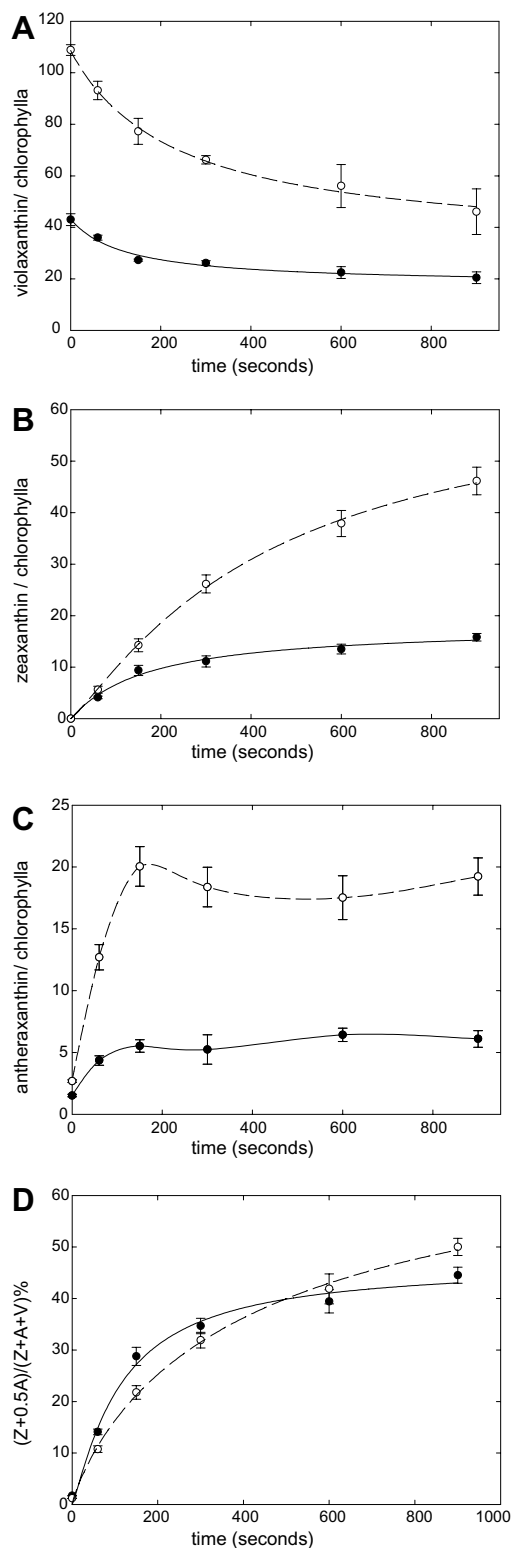 A
120
100
80
60
40
20
0
violaxanthin/ chlorophylla
0 200 400 600 800
time (seconds)
B
60
50
40
30
20
10
0
zeaxanthin / chlorophylla
0 200 400 600 800
time (seconds)
C
25
20
15
10
5
0
antheraxanthin/ chlorophylla
0 200 400 600 800
time (seconds)
D
60
50
40
30
20
10
0
(Z+0.5A)/(Z+A+V)%
0 200 400 600 800 1000
time (seconds)